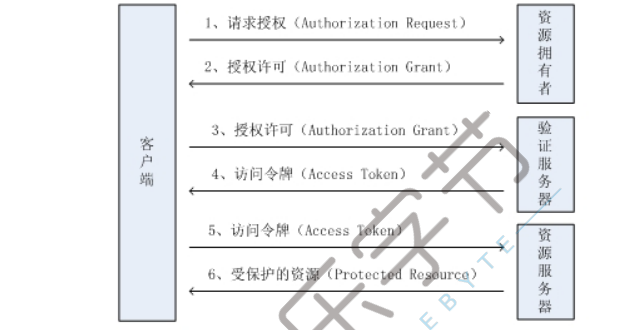 1、请求授权（Authorization Request）
资源拥有者
2、授权许可（Authorization Grant）
客户端
3、授权许可（Authorization Grant）
验证服务器
4、访问令牌（Access Token）
5、访问令牌（Access Token）
资源服务器
6、受保护的资源（Protected Resource）
乐字节
EBYTE